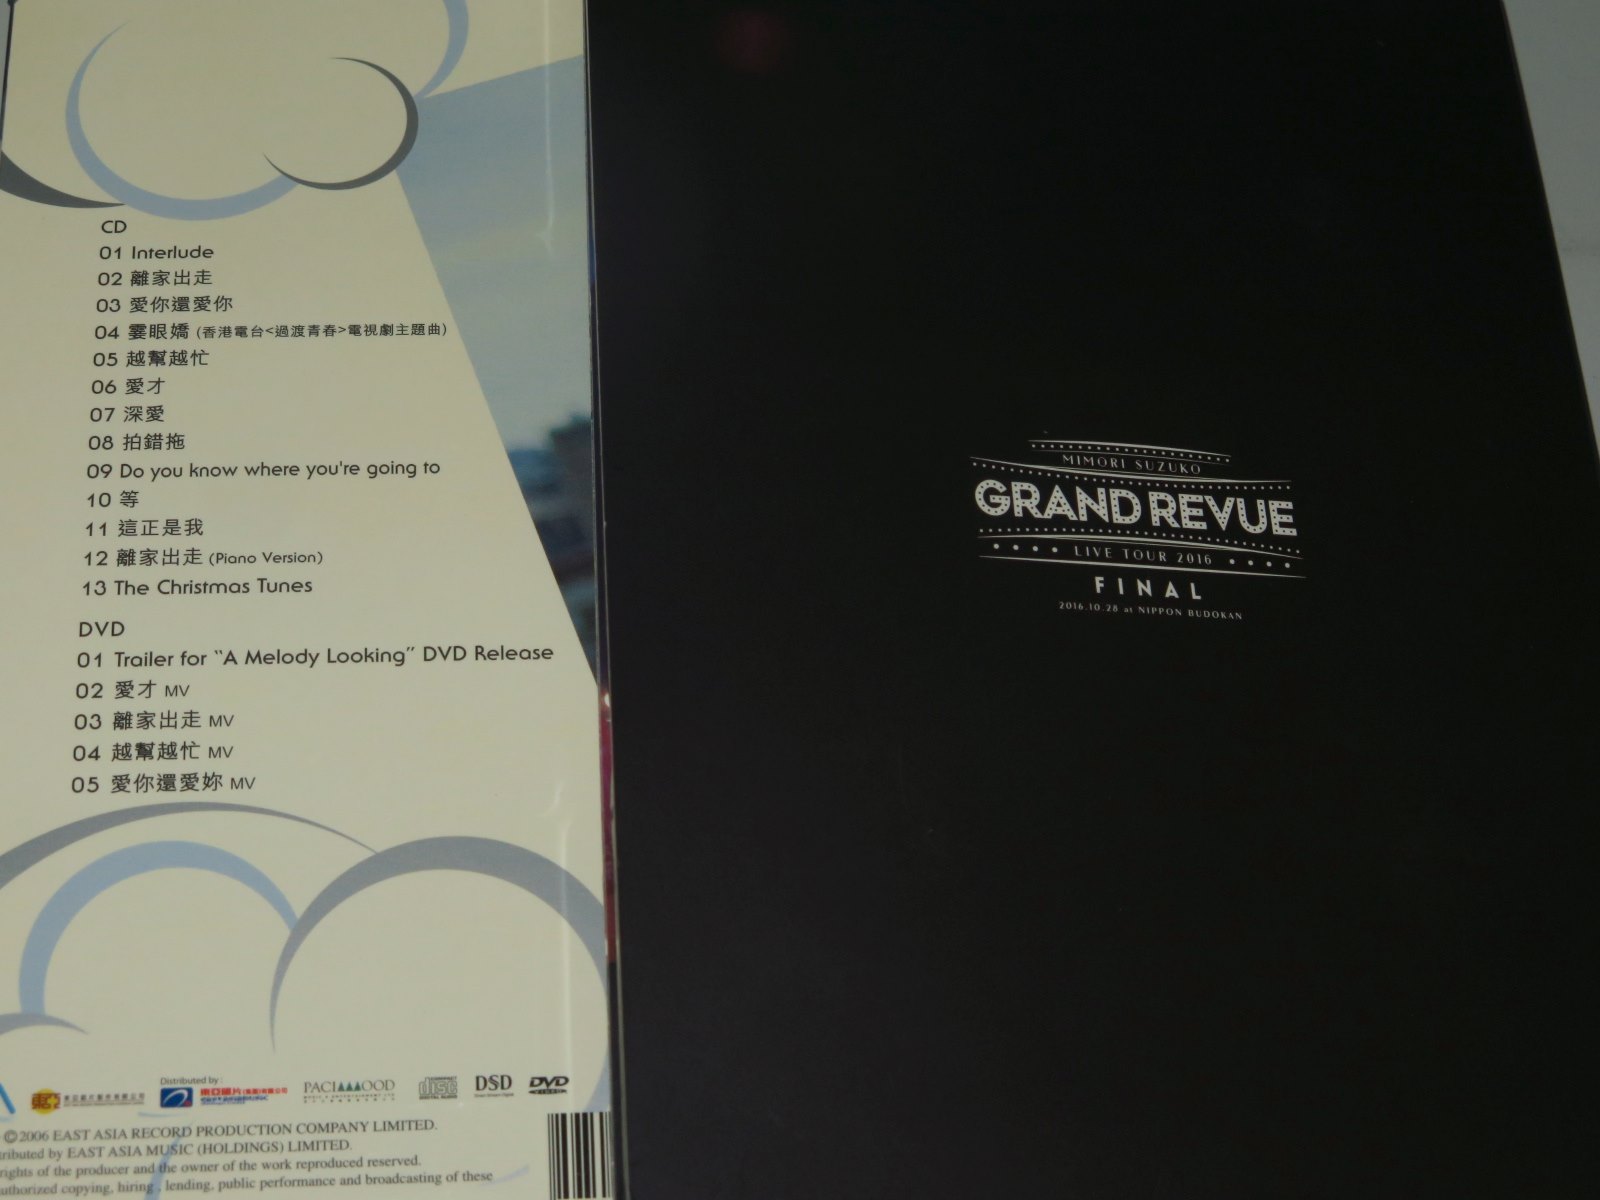 CD
01 Interlude
02 離家出走
03 愛你還愛你
04 霎眼嬌 (香港電台<過渡青春>電視劇主題曲)
05 越幫越忙
06 愛才
07 深愛
08 拍錯拖
09 Do you know where you're going to
10 等
11 這正是我
12 離家出走 (Piano Version)
13 The Christmas Tunes
DVD
01 Trailer for “A Melody Looking” DVD Release
02 愛才 MV
03 離家出走 MV
04 越幫越忙 MV
05 愛你還愛妳 MV
Distributed by :
COMPACT disc DIGITAL AUDIO
DSD
Direct Stream Digital
DVD
VIDEO
©2006 EAST ASIA RECORD PRODUCTION COMPANY LIMITED.
tributed by EAST ASIA MUSIC (HOLDINGS) LIMITED.
rights of the producer and the owner of the work reproduced reserved.
uthorized copying, hiring , lending, public performance and broadcasting of these
MIMORI SUZUKO
GRAND REVUE
LIVE TOUR 2016
FINAL
2016.10.28 at NIPPON BUDOKAN